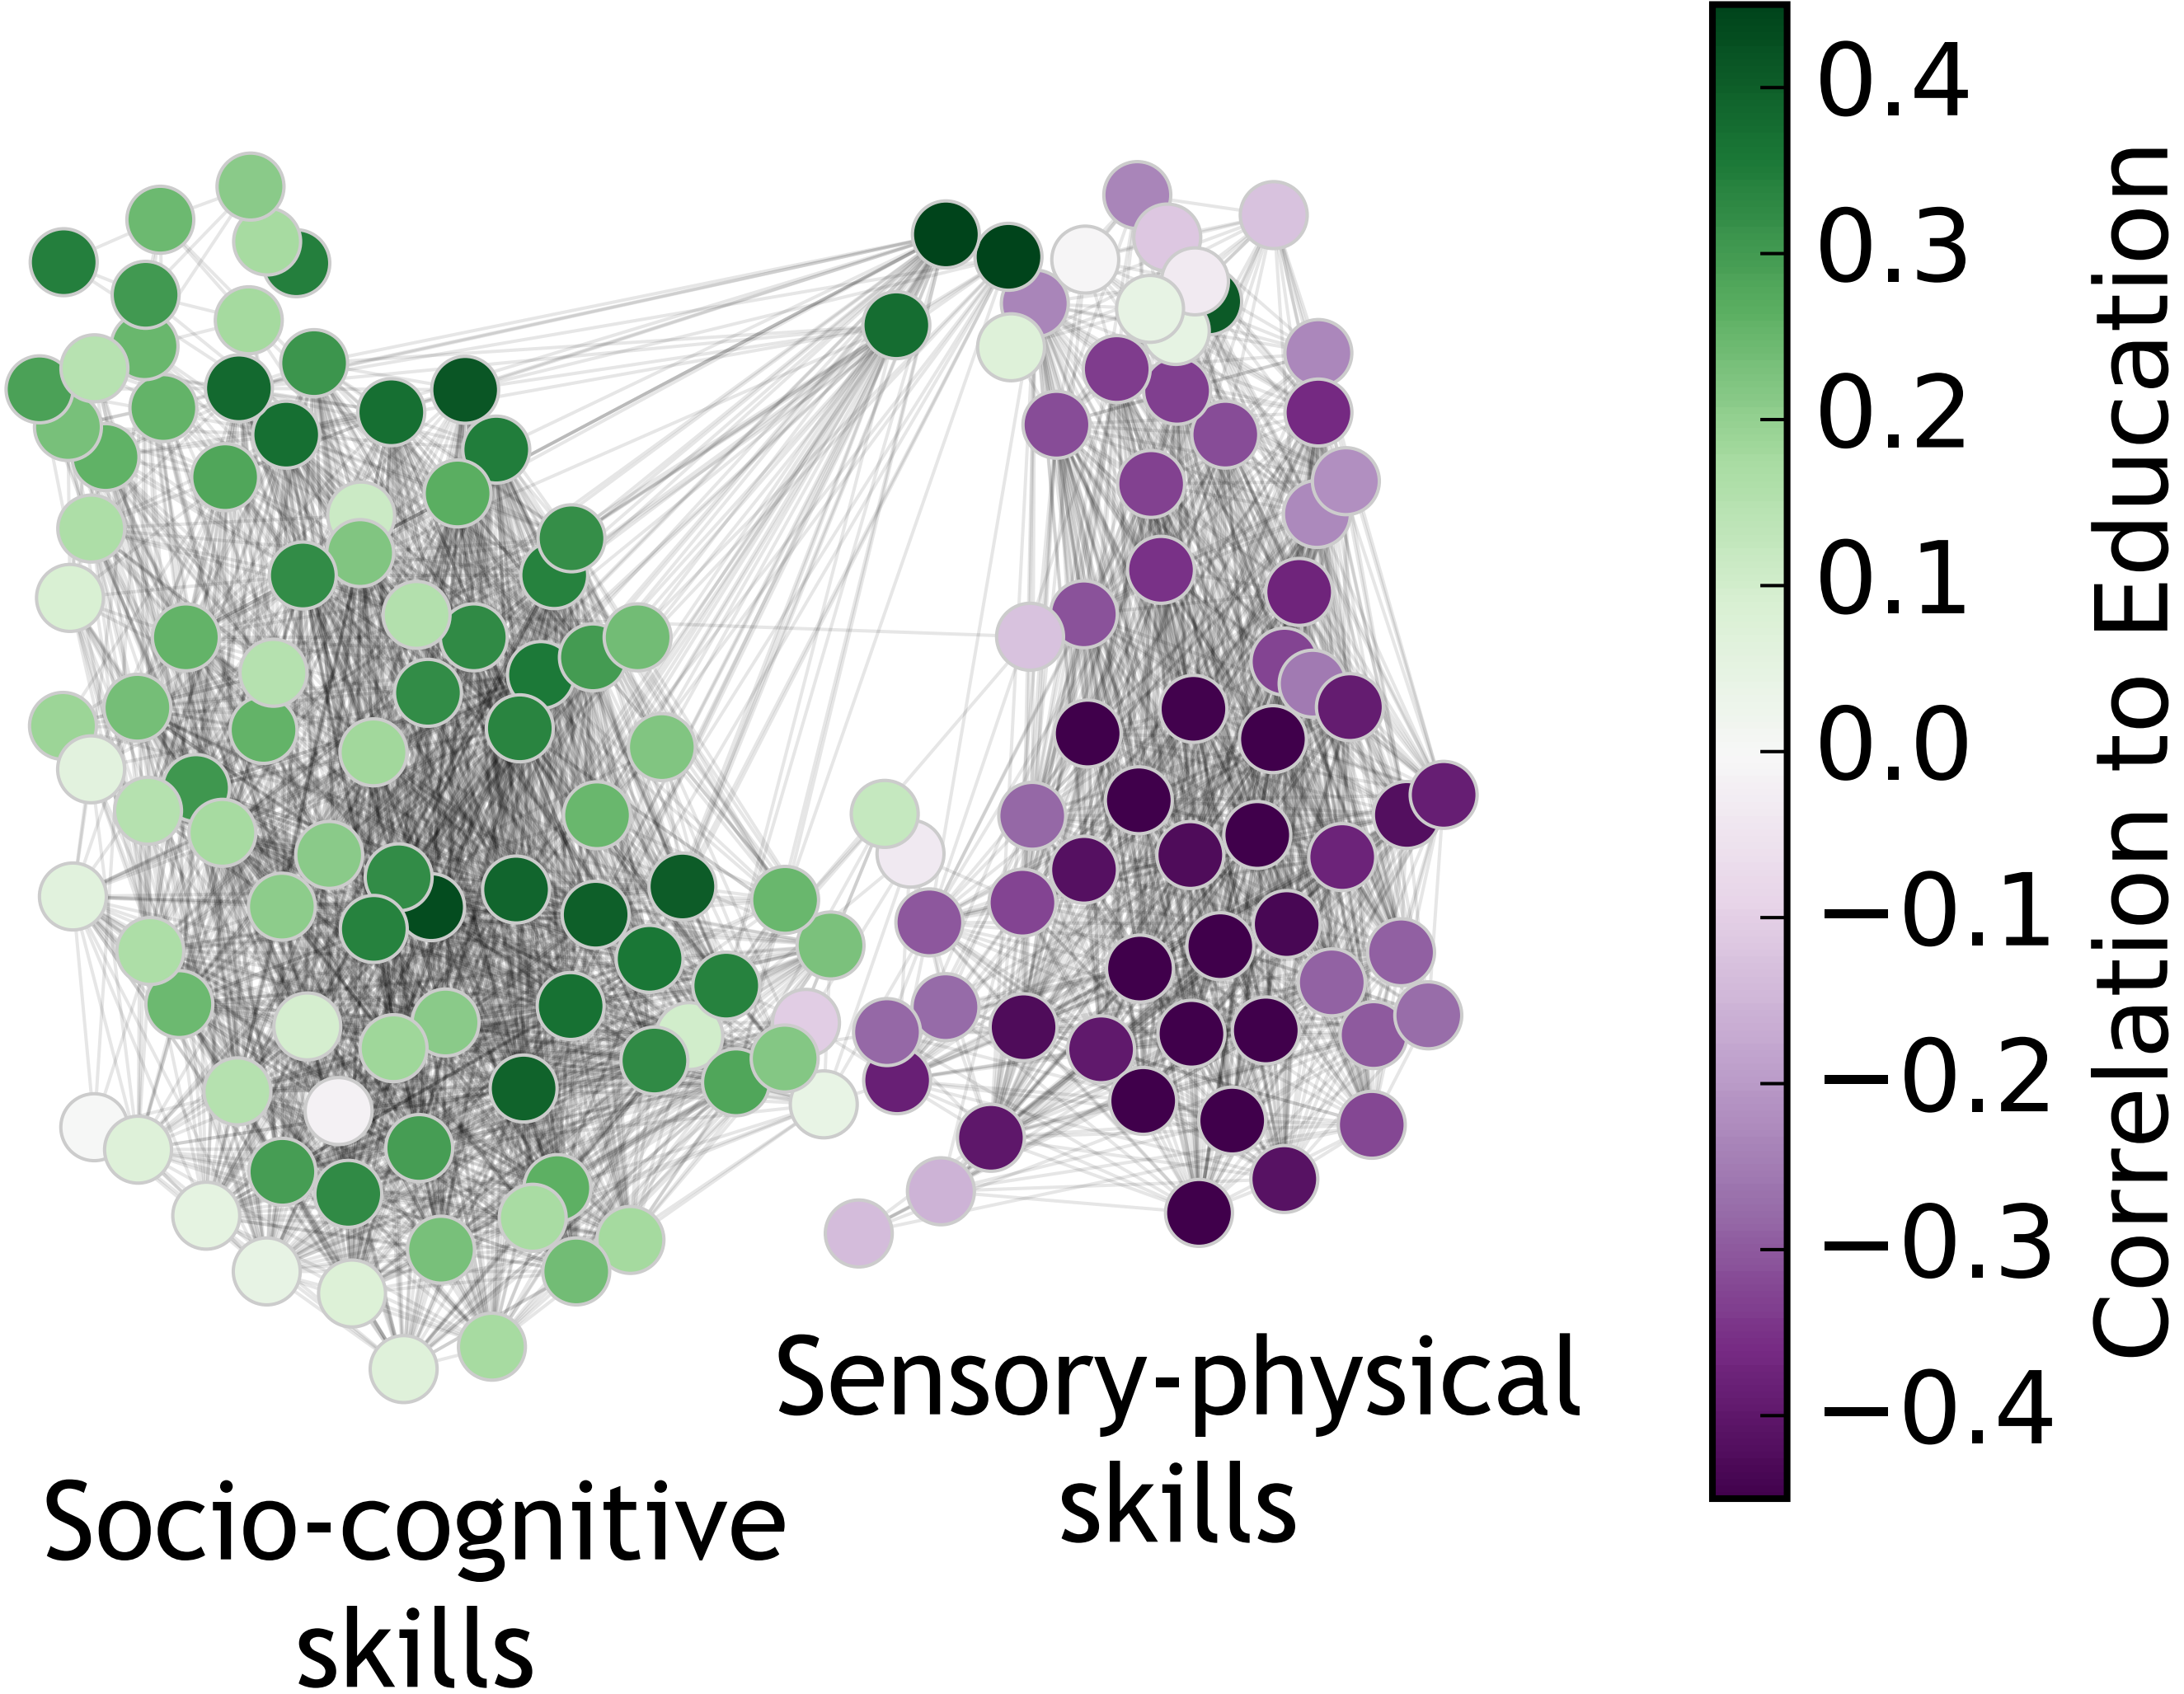 0.4
0.3
0.2
0.1
0.0
−0.1
−0.2
−0.3
−0.4
Correlation to Education
Sensory-physical
skills
Socio-cognitive
skills